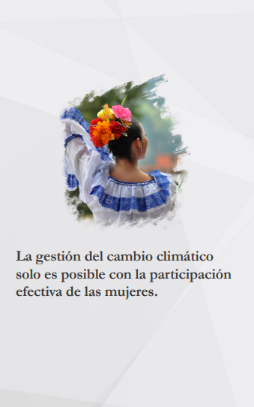 La gestión del cambio climático
solo es posible con la participación
efectiva de las mujeres.